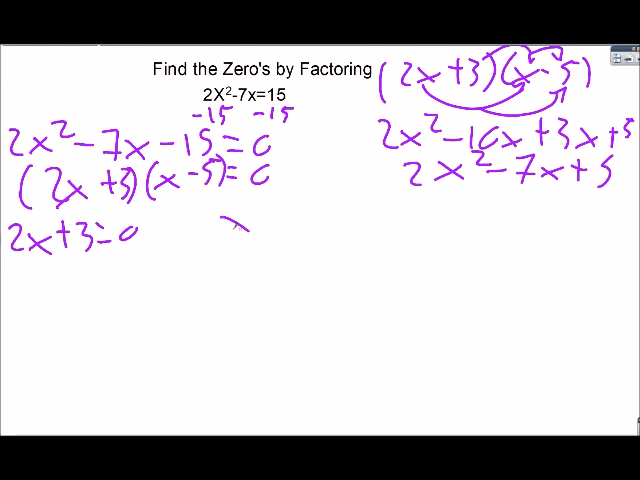 Find the Zero's by Factoring
2X²-7x=15
-15 -15
2x² - 7x - 15 = 0
(2x + 3)(x - 5) = 0
2x + 3 = 0
(2x + 3)(x - 5)
2x² - 10x + 3x + 5
2x² - 7x + 5